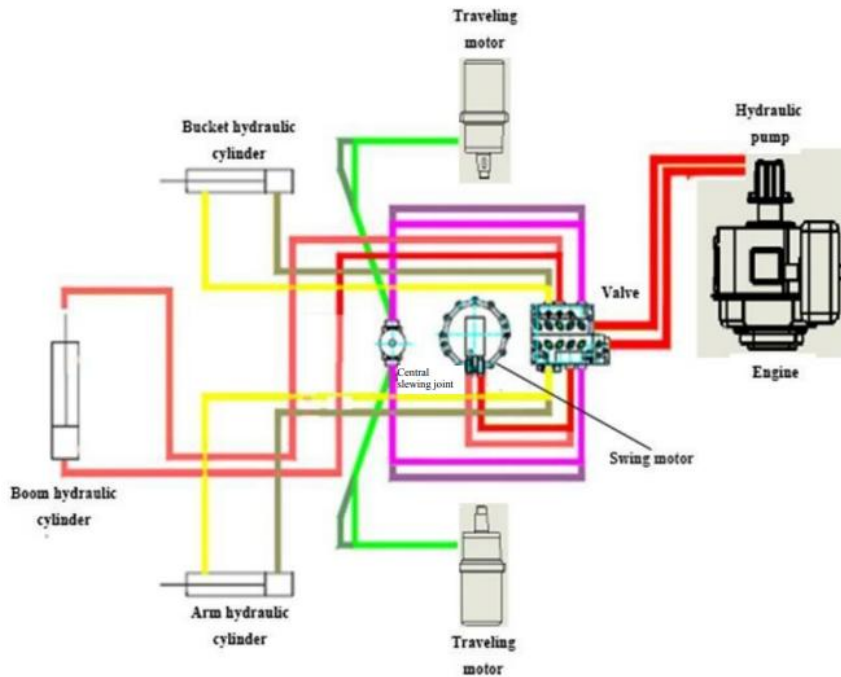 Traveling
motor
Hydraulic
pump
Bucket hydraulic
cylinder
Valve
Central
slewing joint
Engine
Swing motor
Boom hydraulic
cylinder
Arm hydraulic
cylinder
Traveling
motor